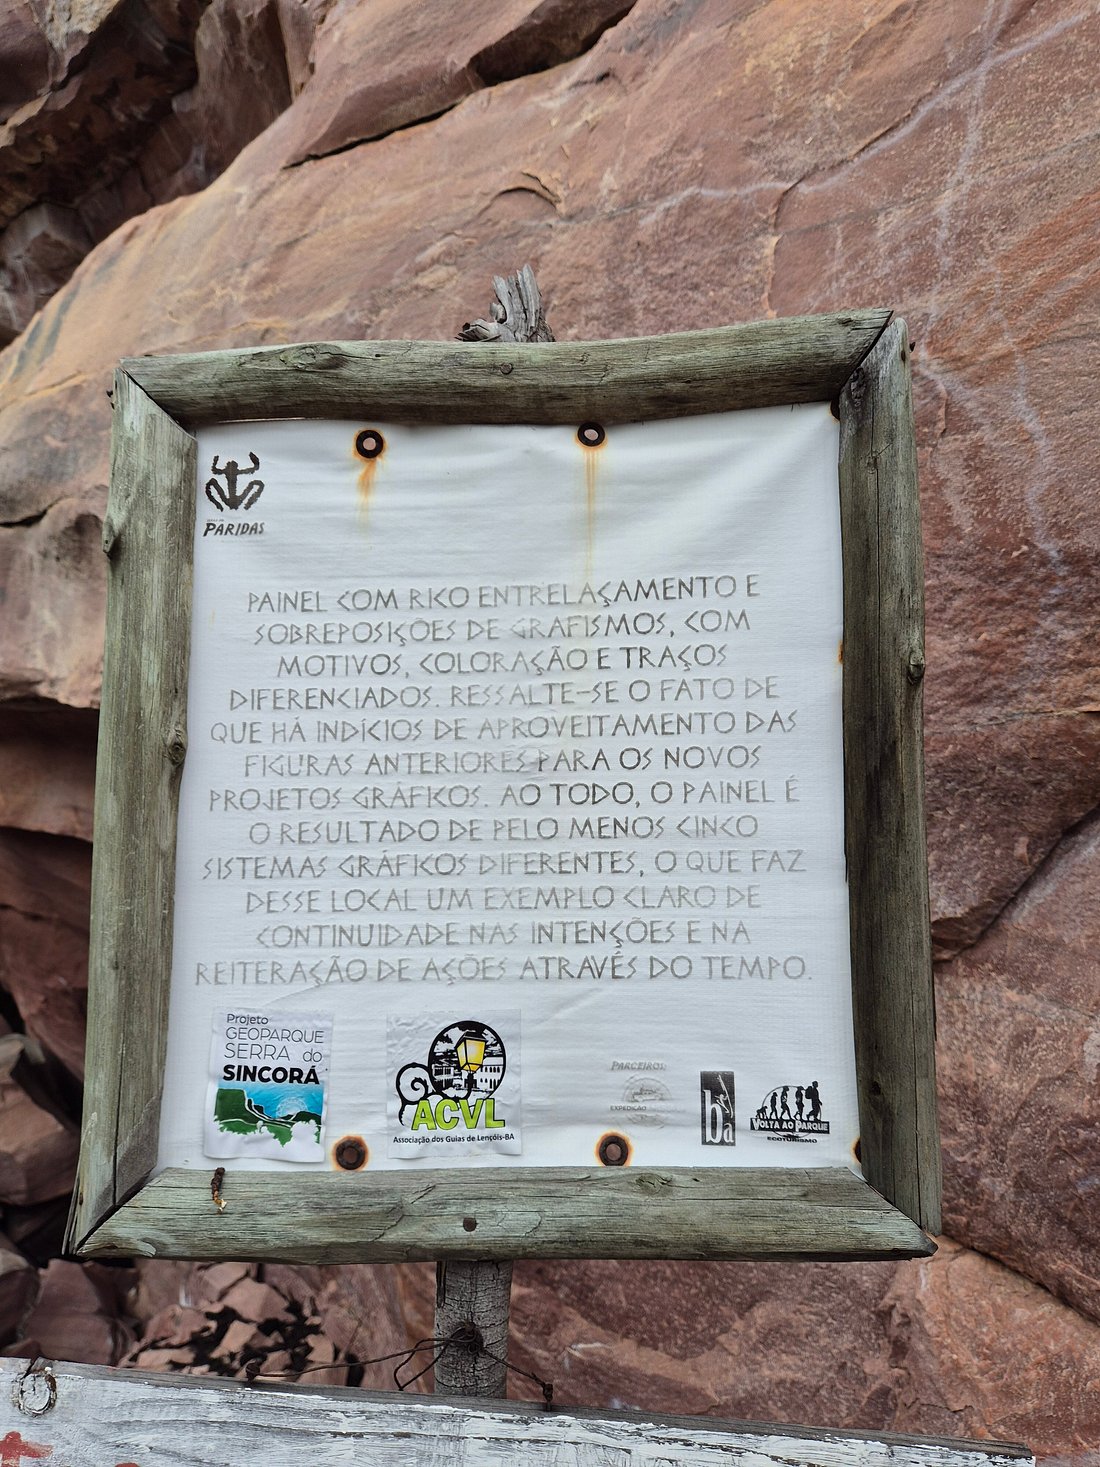 PARIDAS
PAINEL COM RICO ENTRELAÇAMENTO E
SOBREPOSIÇÕES DE GRAFISMOS, COM
MOTIVOS, COLORAÇÃO E TRAÇOS
DIFERENCIADOS. RESSALTE-SE O FATO DE
QUE HÁ INDÍCIOS DE APROVEITAMENTO DAS
FIGURAS ANTERIORES PARA OS NOVOS
PROJETOS GRÁFICOS. AO TODO, O PAINEL É
O RESULTADO DE PELO MENOS CINCO
SISTEMAS GRÁFICOS DIFERENTES, O QUE FAZ
DESSE LOCAL UM EXEMPLO CLARO DE
CONTINUIDADE NAS INTENÇÕES E NA
REITERAÇÃO DE AÇÕES ATRAVÉS DO TEMPO.
Projeto
GEOPARQUE
SERRA do
SINCORÁ
ACVL
Associação dos Guias de Lençóis-BA
PARCEIROS:
EXPEDIÇÃO
ba
VOLTA AO PARQUE
ECOTURISMO